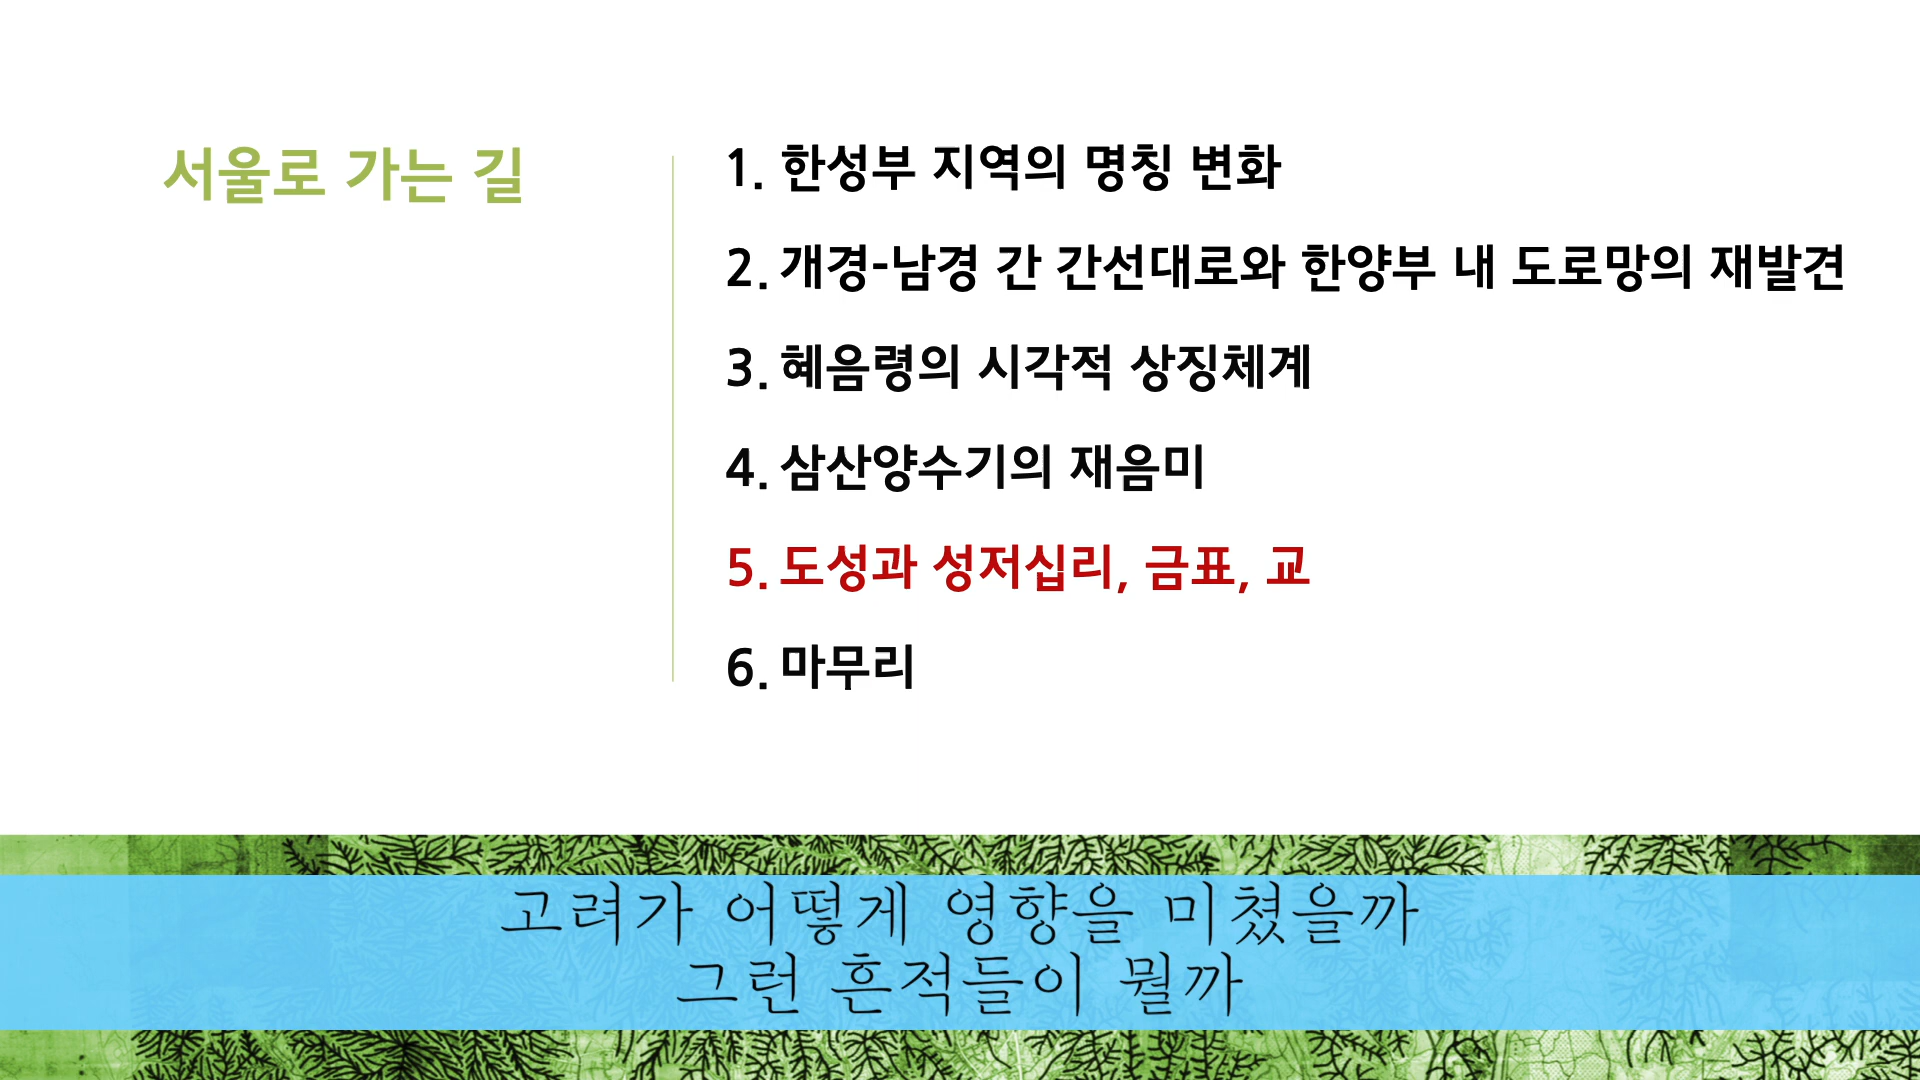 서울로 가는 길
1. 한성부 지역의 명칭 변화
2. 개경-남경 간 간선대로와 한양부 내 도로망의 재발견
3. 혜음령의 시각적 상징체계
4. 삼산양수기의 재음미
5. 도성과 성저십리, 금표, 교
6. 마무리
고려가 어떻게 영향을 미쳤을까
그런 흔적들이 뭘까